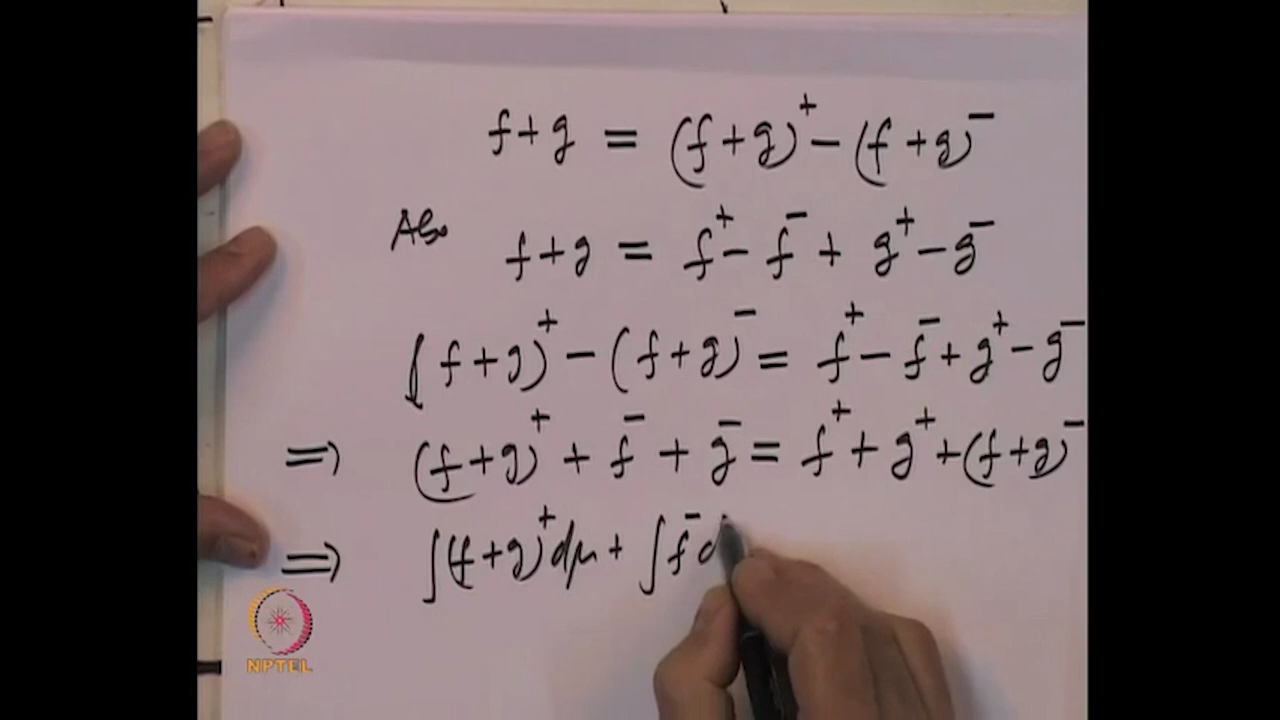 f+g = (f+g)⁺ − (f+g)⁻
Also f+g = f⁺ − f⁻ + g⁺ − g⁻
(f+g)⁺ − (f+g)⁻ = f⁺ − f⁻ + g⁺ − g⁻
⇒ (f+g)⁺ + f⁻ + g⁻ = f⁺ + g⁺ + (f+g)⁻
⇒ ∫(f+g)⁺dμ + ∫f⁻d
NPTEL